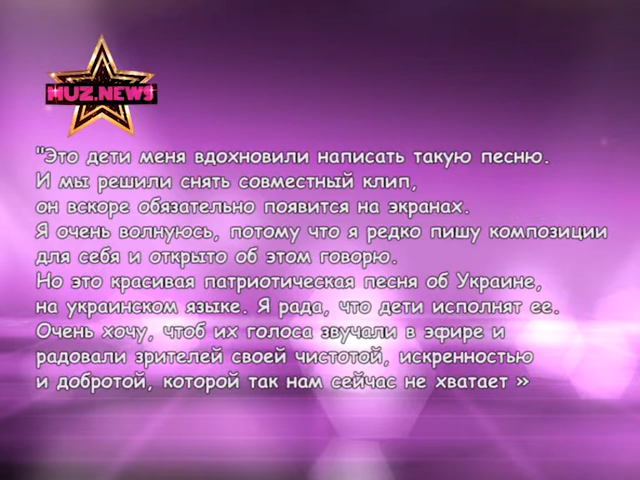 MUZ.NEWS
"Это дети меня вдохновили написать такую песню.
И мы решили снять совместный клип,
он вскоре обязательно появится на экранах.
Я очень волнуюсь, потому что я редко пишу композиции
для себя и открыто об этом говорю.
Но это красивая патриотическая песня об Украине,
на украинском языке. Я рада, что дети исполнят ее.
Очень хочу, чтоб их голоса звучали в эфире и
радовали зрителей своей чистотой, искренностью
и добротой, которой так нам сейчас не хватает »